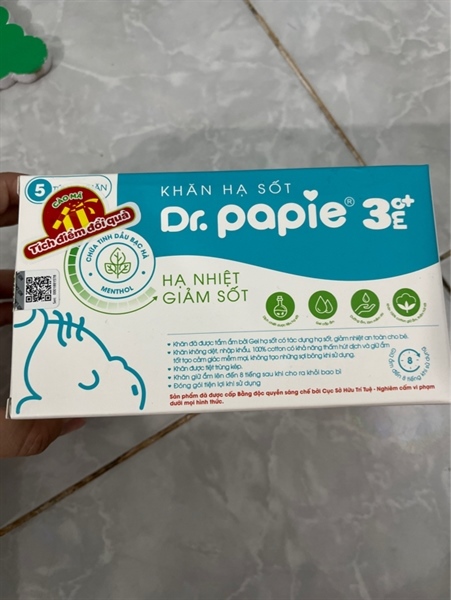 5
CÀO MÃ
Tích điểm đổi quà
KHĂN HẠ SỐT
Dr. papie® 3m+
CHỨA TINH DẦU BẠC HÀ
MENTHOL
HẠ NHIỆT
GIẢM SỐT
• Khăn đã được tẩm ẩm bởi Gel hạ sốt có tác dụng hạ sốt, giảm nhiệt an toàn cho bé.
• Khăn không dệt, nhập khẩu, 100% cotton có khả năng thấm hút dịch và giữ ẩm
tốt tạo cảm giác mềm mại, không tạo những sợi bông khi sử dụng.
• Khăn được tiệt trùng kép.
• Khăn giữ ẩm lên đến 8 tiếng sau khi cho ra khỏi bao bì
• Đóng gói tiện lợi khi sử dụng
8
Sản phẩm đã được cấp Bằng độc quyền sáng chế bởi Cục Sở Hữu Trí Tuệ - Nghiêm cấm vi phạm
dưới mọi hình thức.